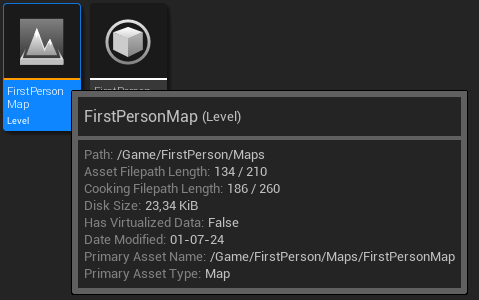 FirstPerson
Map
Level
FirstPerson
FirstPersonMap (Level)
Path: /Game/FirstPerson/Maps
Asset Filepath Length: 134 / 210
Cooking Filepath Length: 186 / 260
Disk Size: 23,34 KiB
Has Virtualized Data: False
Date Modified: 01-07-24
Primary Asset Name: /Game/FirstPerson/Maps/FirstPersonMap
Primary Asset Type: Map